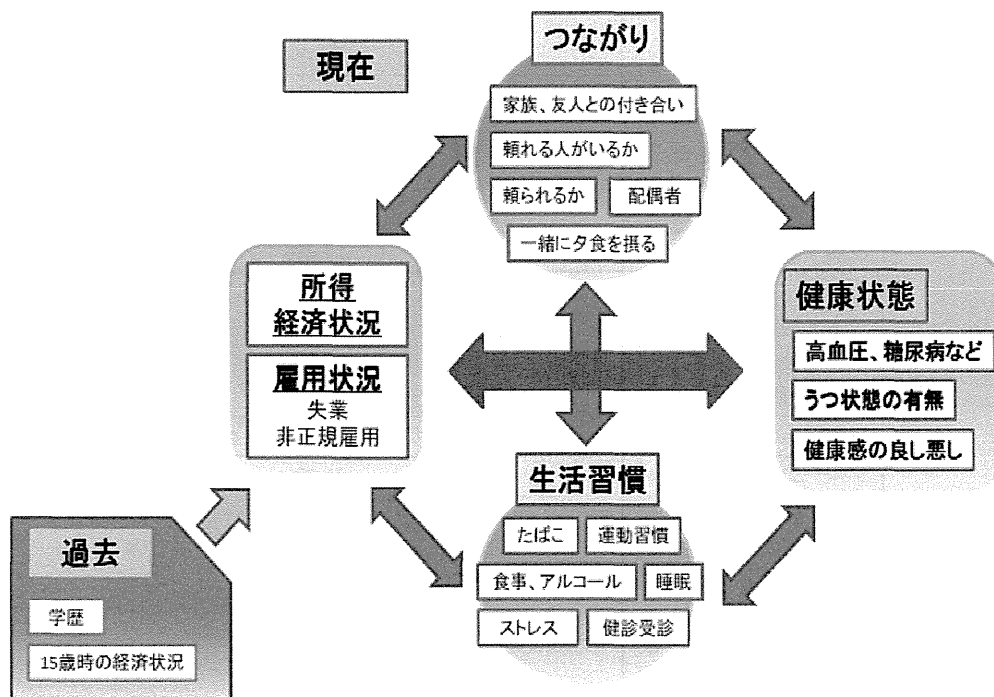 現在
つながり
家族、友人との付き合い
頼れる人がいるか
頼られるか
配偶者
一緒に夕食を摂る
所得
経済状況
雇用状況
失業
非正規雇用
健康状態
高血圧、糖尿病など
うつ状態の有無
健康感の良し悪し
生活習慣
たばこ
運動習慣
食事、アルコール
睡眠
ストレス
健診受診
過去
学歴
15歳時の経済状況